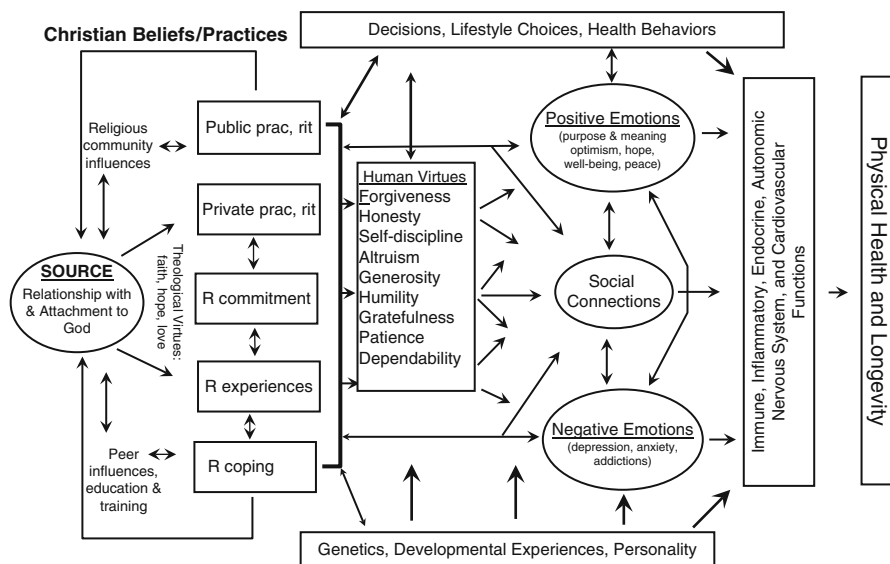 Christian Beliefs/Practices
Decisions, Lifestyle Choices, Health Behaviors
Religious
community
influences
Public prac, rit
Private prac, rit
SOURCE
Relationship with
& Attachment to
God
Theological Virtues:
faith, hope, love
R commitment
R experiences
Peer
influences,
education &
training
R coping
Human Virtues
Forgiveness
Honesty
Self-discipline
Altruism
Generosity
Humility
Gratefulness
Patience
Dependability
Positive Emotions
(purpose & meaning
optimism, hope,
well-being, peace)
Social
Connections
Negative Emotions
(depression, anxiety,
addictions)
Genetics, Developmental Experiences, Personality
Immune, Inflammatory, Endocrine, Autonomic
Nervous System, and Cardiovascular
Functions
Physical Health and Longevity